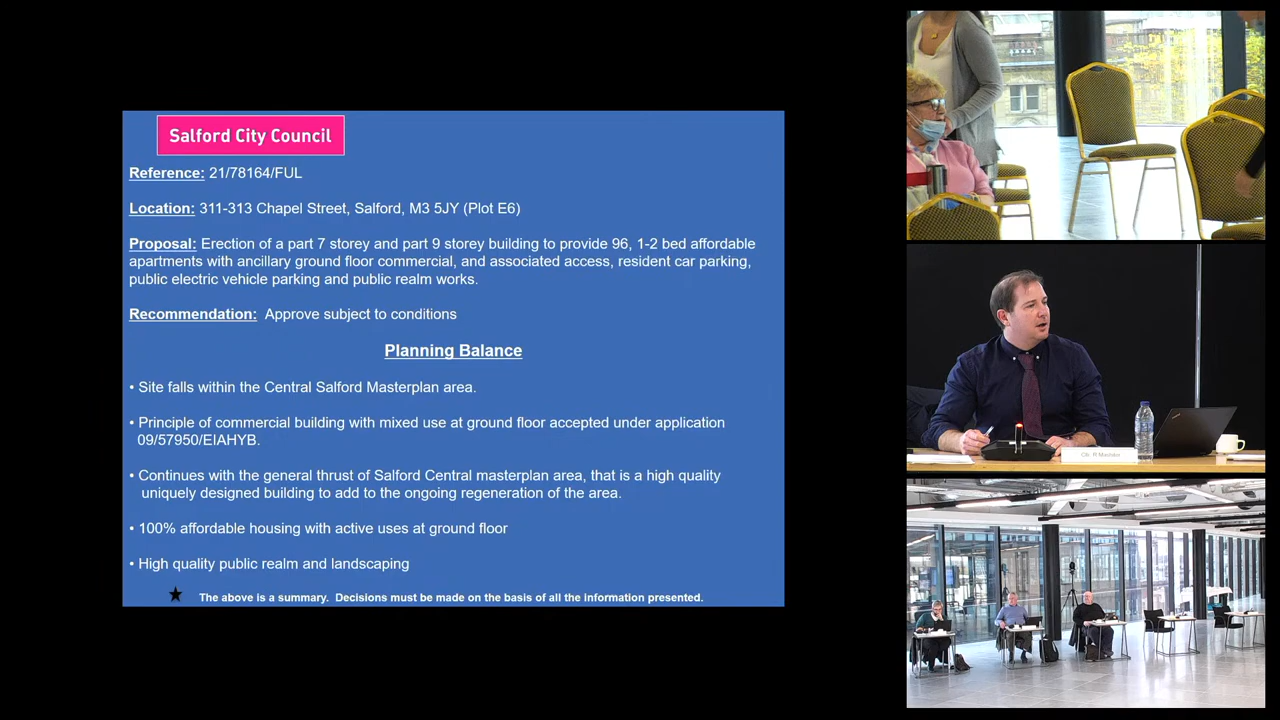 Salford City Council
Reference: 21/78164/FUL
Location: 311-313 Chapel Street, Salford, M3 5JY (Plot E6)
Proposal: Erection of a part 7 storey and part 9 storey building to provide 96, 1-2 bed affordable
apartments with ancillary ground floor commercial, and associated access, resident car parking,
public electric vehicle parking and public realm works.
Recommendation: Approve subject to conditions
Planning Balance
• Site falls within the Central Salford Masterplan area.
• Principle of commercial building with mixed use at ground floor accepted under application
09/57950/EIAHYB.
• Continues with the general thrust of Salford Central masterplan area, that is a high quality
uniquely designed building to add to the ongoing regeneration of the area.
• 100% affordable housing with active uses at ground floor
• High quality public realm and landscaping
★ The above is a summary. Decisions must be made on the basis of all the information presented.